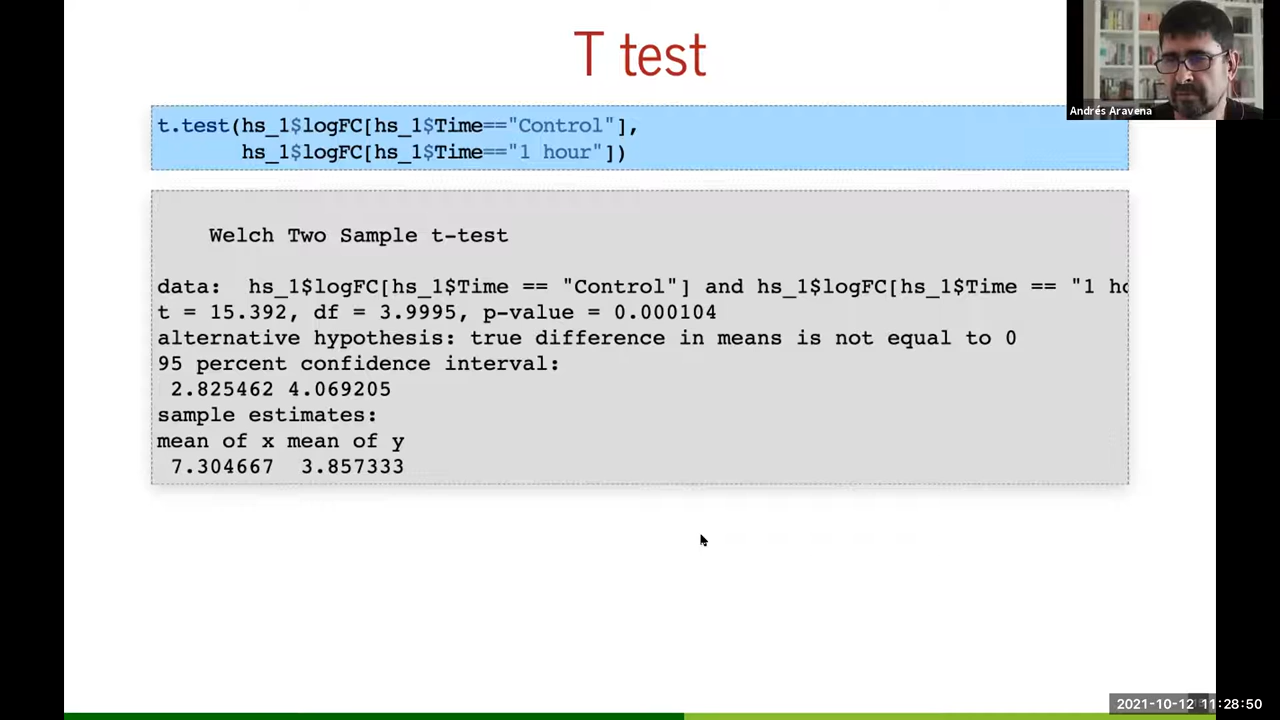 T test
Andrés Aravena
t.test(hs_1$logFC[hs_1$Time=="Control"],
hs_1$logFC[hs_1$Time=="1 hour"])
Welch Two Sample t-test
data:  hs_1$logFC[hs_1$Time == "Control"] and hs_1$logFC[hs_1$Time == "1 
t = 15.392, df = 3.9995, p-value = 0.000104
alternative hypothesis: true difference in means is not equal to 0
95 percent confidence interval:
2.825462 4.069205
sample estimates:
mean of x mean of y
7.304667  3.857333
2021-10-12 11:28:50